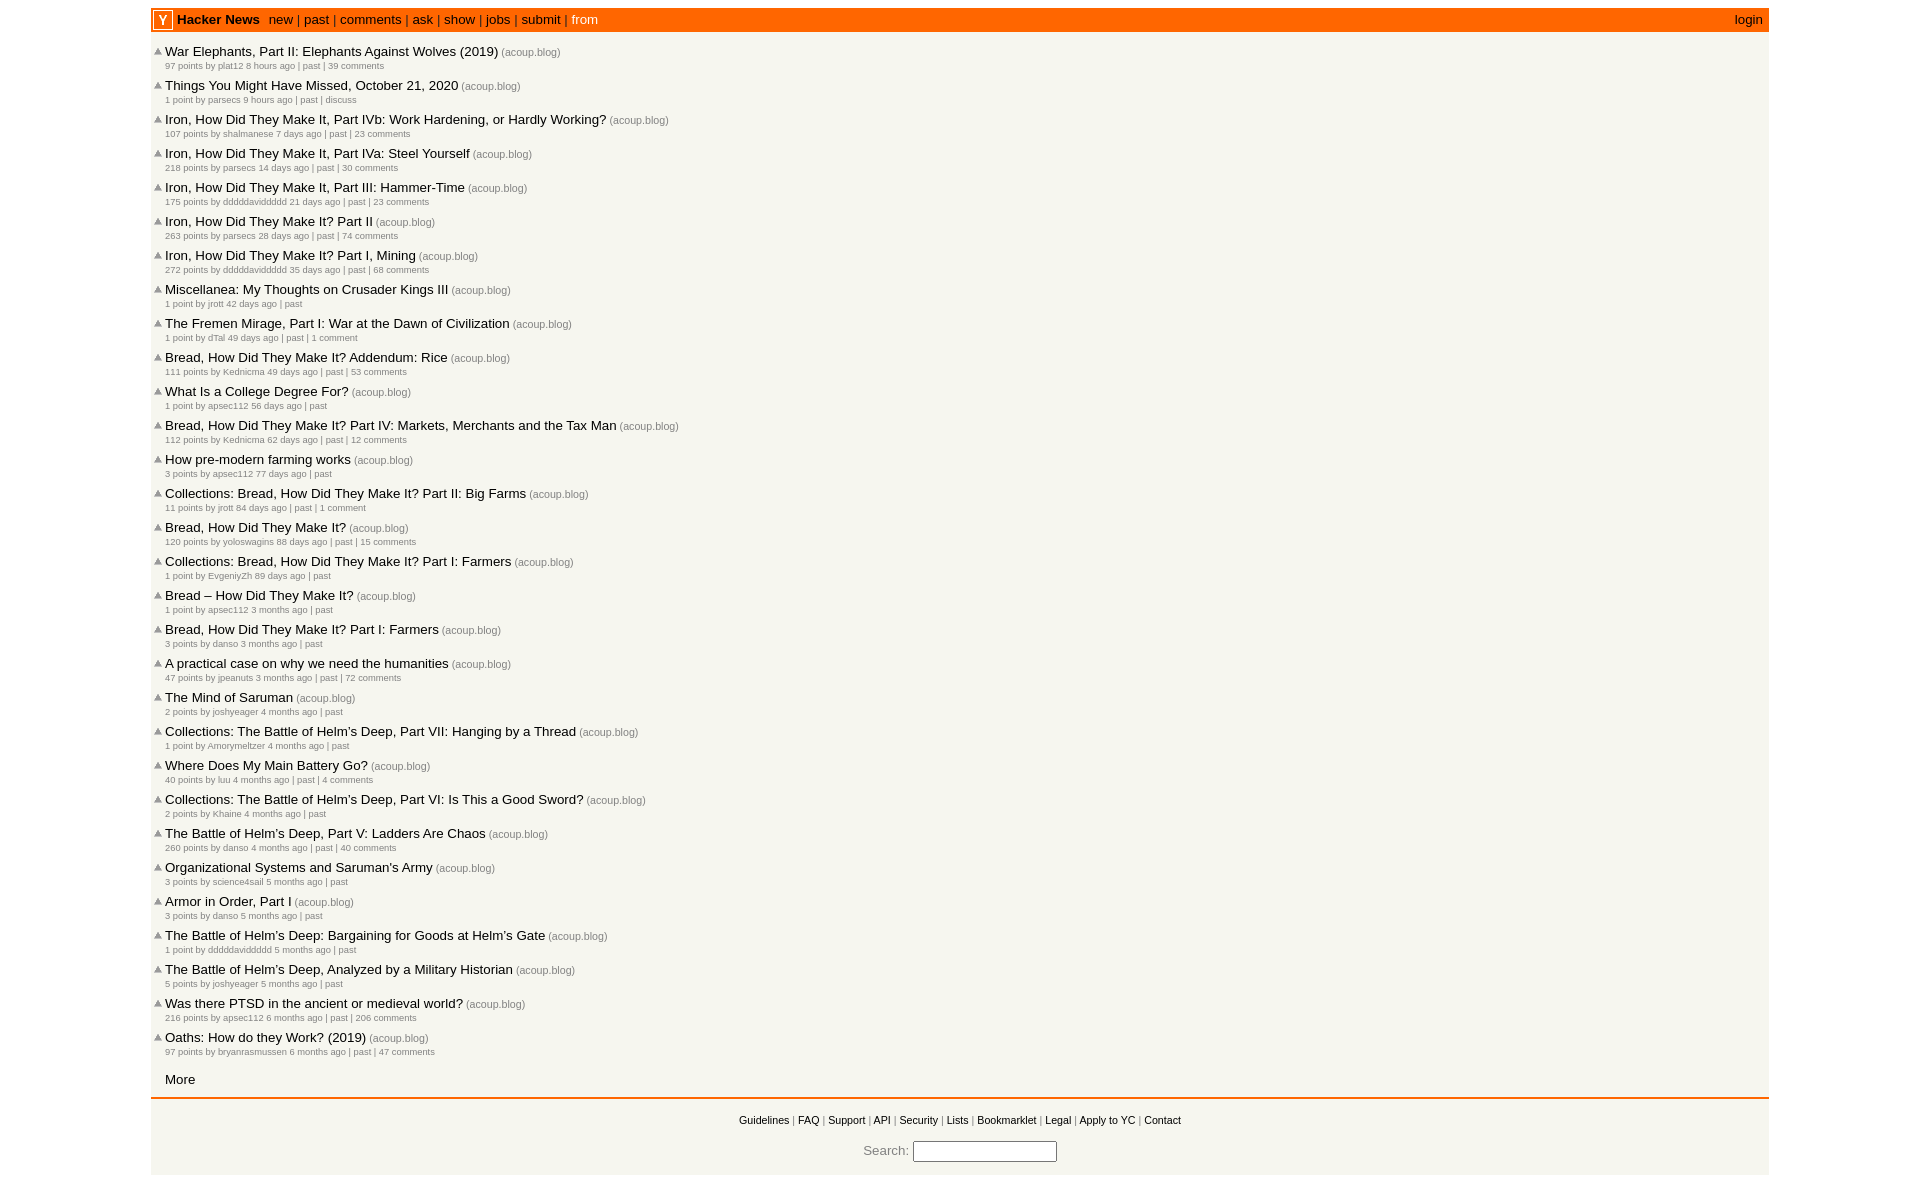 Y Hacker News new | past | comments | ask | show | jobs | submit | from login
War Elephants, Part II: Elephants Against Wolves (2019) (acoup.blog)
97 points by plat12 8 hours ago | past | 39 comments
Things You Might Have Missed, October 21, 2020 (acoup.blog)
1 point by parsecs 9 hours ago | past | discuss
Iron, How Did They Make It, Part IVb: Work Hardening, or Hardly Working? (acoup.blog)
107 points by shalmanese 7 days ago | past | 23 comments
Iron, How Did They Make It, Part IVa: Steel Yourself (acoup.blog)
218 points by parsecs 14 days ago | past | 30 comments
Iron, How Did They Make It, Part III: Hammer-Time (acoup.blog)
175 points by dddddaviddddd 21 days ago | past | 23 comments
Iron, How Did They Make It? Part II (acoup.blog)
263 points by parsecs 28 days ago | past | 74 comments
Iron, How Did They Make It? Part I, Mining (acoup.blog)
272 points by dddddaviddddd 35 days ago | past | 68 comments
Miscellanea: My Thoughts on Crusader Kings III (acoup.blog)
1 point by jrott 42 days ago | past
The Fremen Mirage, Part I: War at the Dawn of Civilization (acoup.blog)
1 point by dTal 49 days ago | past | 1 comment
Bread, How Did They Make It? Addendum: Rice (acoup.blog)
111 points by Kednicma 49 days ago | past | 53 comments
What Is a College Degree For? (acoup.blog)
1 point by apsec112 56 days ago | past
Bread, How Did They Make It? Part IV: Markets, Merchants and the Tax Man (acoup.blog)
112 points by Kednicma 62 days ago | past | 12 comments
How pre-modern farming works (acoup.blog)
3 points by apsec112 77 days ago | past
Collections: Bread, How Did They Make It? Part II: Big Farms (acoup.blog)
11 points by jrott 84 days ago | past | 1 comment
Bread, How Did They Make It? (acoup.blog)
120 points by yoloswagins 88 days ago | past | 15 comments
Collections: Bread, How Did They Make It? Part I: Farmers (acoup.blog)
1 point by EvgeniyZh 89 days ago | past
Bread – How Did They Make It? (acoup.blog)
1 point by apsec112 3 months ago | past
Bread, How Did They Make It? Part I: Farmers (acoup.blog)
3 points by danso 3 months ago | past
A practical case on why we need the humanities (acoup.blog)
47 points by jpeanuts 3 months ago | past | 72 comments
The Mind of Saruman (acoup.blog)
2 points by joshyeager 4 months ago | past
Collections: The Battle of Helm’s Deep, Part VII: Hanging by a Thread (acoup.blog)
1 point by Amorymeltzer 4 months ago | past
Where Does My Main Battery Go? (acoup.blog)
40 points by luu 4 months ago | past | 4 comments
Collections: The Battle of Helm’s Deep, Part VI: Is This a Good Sword? (acoup.blog)
2 points by Khaine 4 months ago | past
The Battle of Helm’s Deep, Part V: Ladders Are Chaos (acoup.blog)
260 points by danso 4 months ago | past | 40 comments
Organizational Systems and Saruman's Army (acoup.blog)
3 points by science4sail 5 months ago | past
Armor in Order, Part I (acoup.blog)
3 points by danso 5 months ago | past
The Battle of Helm’s Deep: Bargaining for Goods at Helm’s Gate (acoup.blog)
1 point by dddddaviddddd 5 months ago | past
The Battle of Helm’s Deep, Analyzed by a Military Historian (acoup.blog)
5 points by joshyeager 5 months ago | past
Was there PTSD in the ancient or medieval world? (acoup.blog)
216 points by apsec112 6 months ago | past | 206 comments
Oaths: How do they Work? (2019) (acoup.blog)
97 points by bryanrasmussen 6 months ago | past | 47 comments
More
Guidelines | FAQ | Support | API | Security | Lists | Bookmarklet | Legal | Apply to YC | Contact
Search: